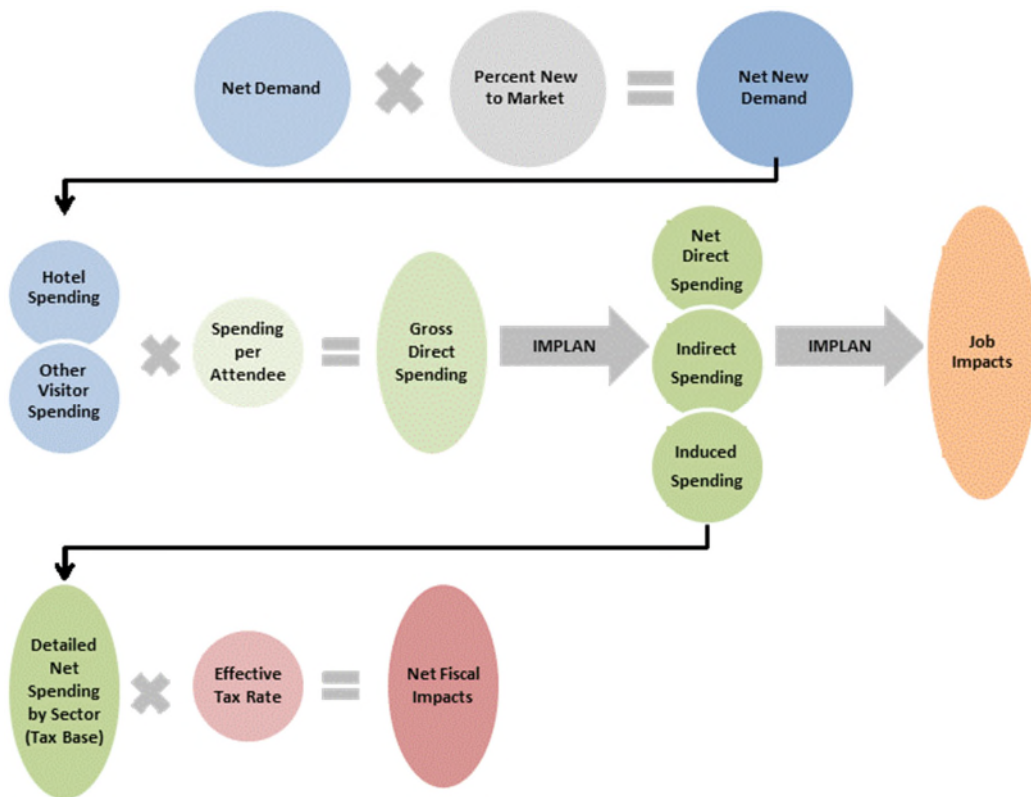 Net Demand
Percent New
to Market
Net New
Demand
Hotel
Spending
Other
Visitor
Spending
Spending
per
Attendee
Gross
Direct
Spending
IMPLAN
Net
Direct
Spending
Indirect
Spending
Induced
Spending
IMPLAN
Job
Impacts
Detailed
Net
Spending
by Sector
(Tax Base)
Effective
Tax Rate
Net Fiscal
Impacts